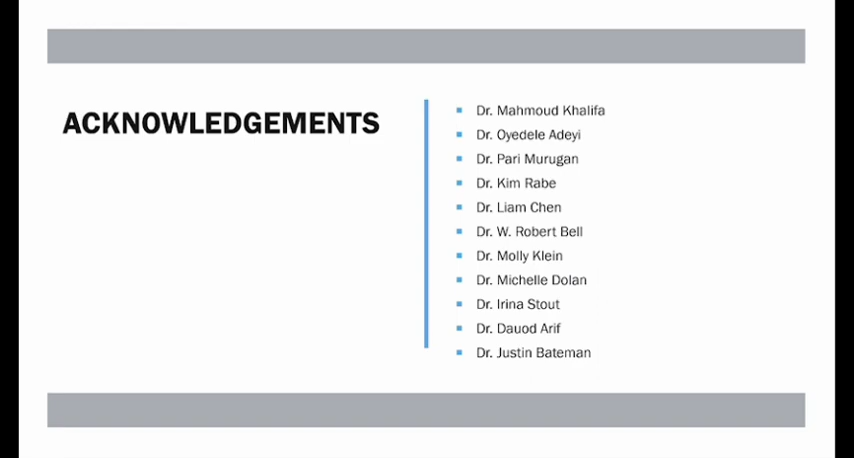 ACKNOWLEDGEMENTS
Dr. Mahmoud Khalifa
Dr. Oyedele Adeyi
Dr. Pari Murugan
Dr. Kim Rabe
Dr. Liam Chen
Dr. W. Robert Bell
Dr. Molly Klein
Dr. Michelle Dolan
Dr. Irina Stout
Dr. Dauod Arif
Dr. Justin Bateman